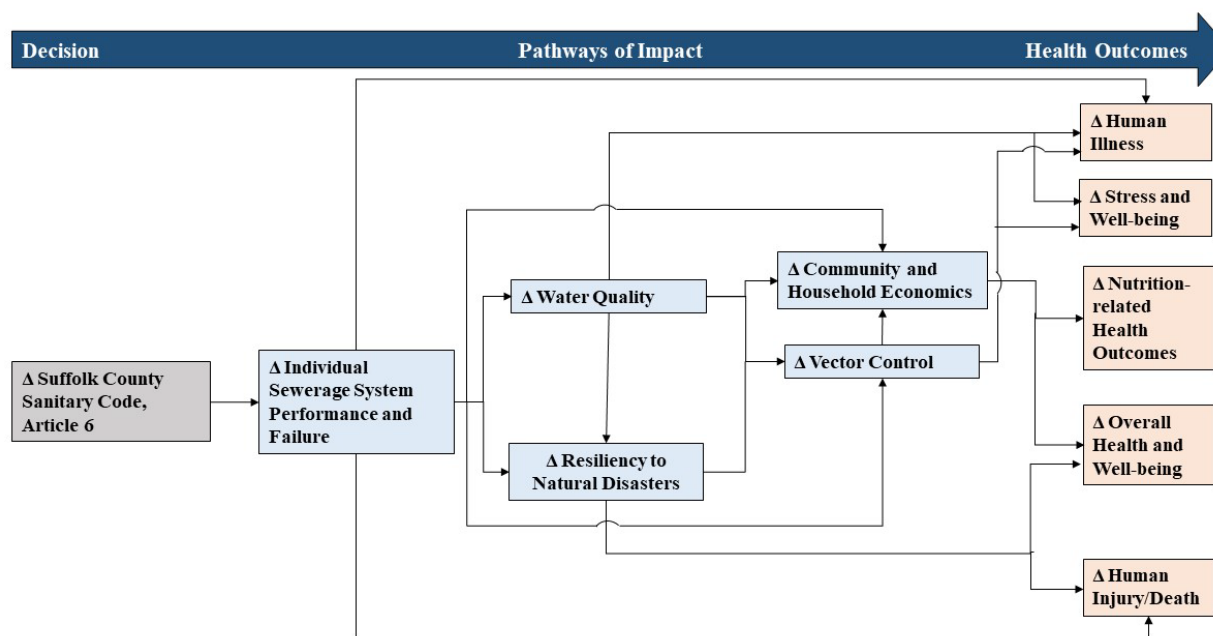 Decision
Pathways of Impact
Health Outcomes
Δ Human
Illness
Δ Stress and
Well-being
Δ Community and
Household Economics
Δ Nutrition-
related
Health
Outcomes
Δ Water Quality
Δ Vector Control
Δ Suffolk County
Sanitary Code,
Article 6
Δ Individual
Sewerage System
Performance and
Failure
Δ Resiliency to
Natural Disasters
Δ Overall
Health and
Well-being
Δ Human
Injury/Death